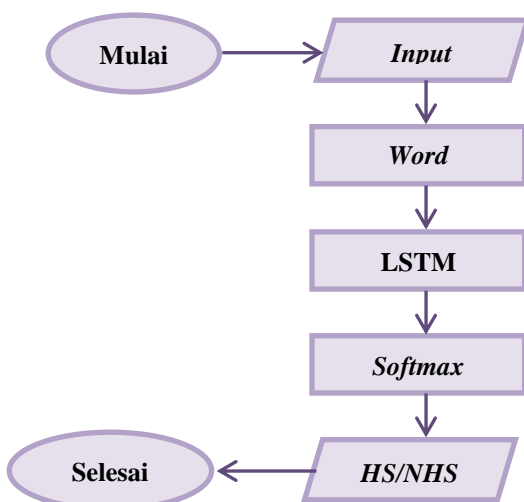 Mulai
Input
Word
LSTM
Softmax
HS/NHS
Selesai